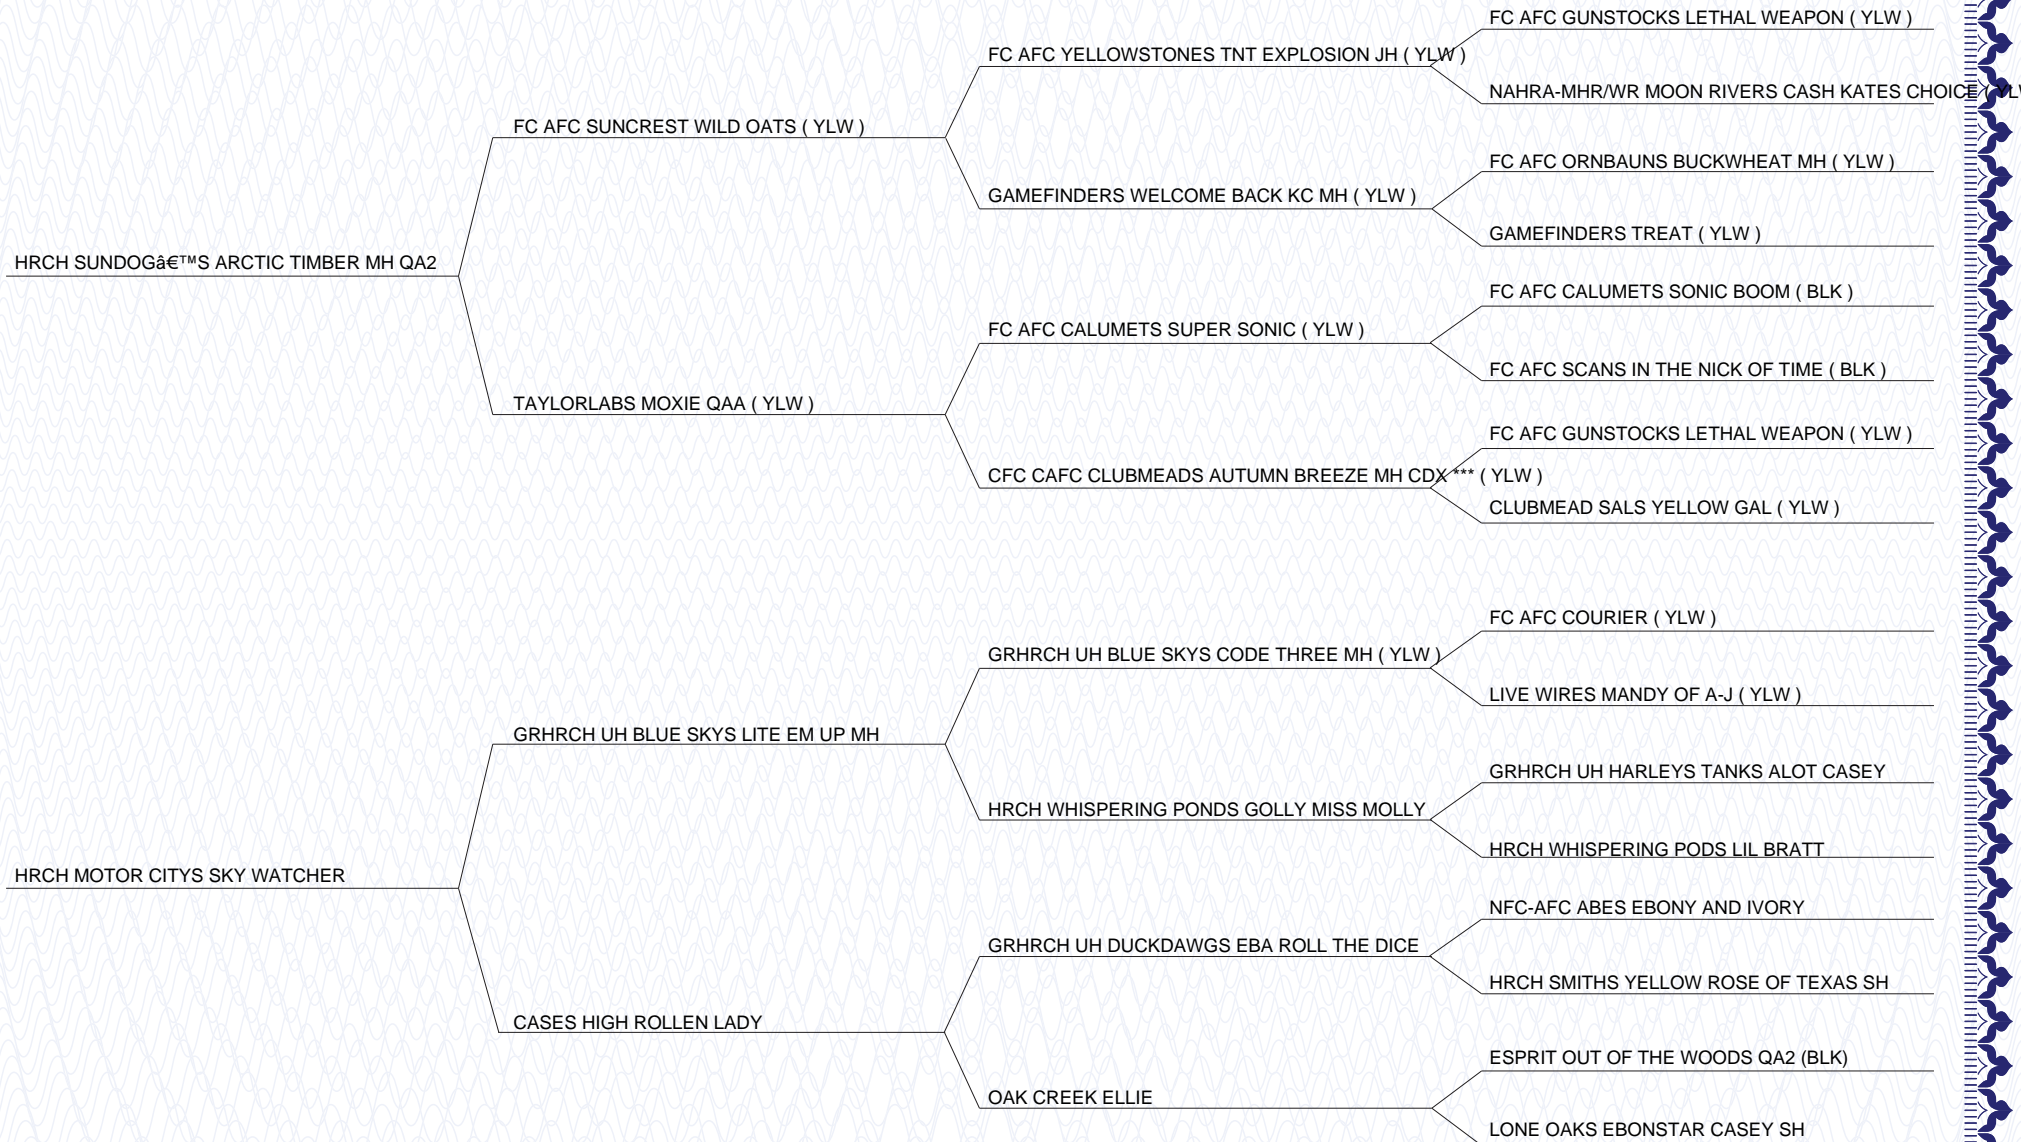 FC AFC GUNSTOCKS LETHAL WEAPON ( YLW )
FC AFC YELLOWSTONES TNT EXPLOSION JH ( YLW )
NAHRA-MHR/WR MOON RIVERS CASH KATES CHOICE ( YLW
FC AFC SUNCREST WILD OATS ( YLW )
FC AFC ORNBAUNS BUCKWHEAT MH ( YLW )
GAMEFINDERS WELCOME BACK KC MH ( YLW )
GAMEFINDERS TREAT ( YLW )
HRCH SUNDOGâ€™S ARCTIC TIMBER MH QA2
FC AFC CALUMETS SONIC BOOM ( BLK )
FC AFC CALUMETS SUPER SONIC ( YLW )
FC AFC SCANS IN THE NICK OF TIME ( BLK )
TAYLORLABS MOXIE QAA ( YLW )
FC AFC GUNSTOCKS LETHAL WEAPON ( YLW )
CFC CAFC CLUBMEADS AUTUMN BREEZE MH CDX *** ( YLW )
CLUBMEAD SALS YELLOW GAL ( YLW )
FC AFC COURIER ( YLW )
GRHRCH UH BLUE SKYS CODE THREE MH ( YLW )
LIVE WIRES MANDY OF A-J ( YLW )
GRHRCH UH BLUE SKYS LITE EM UP MH
GRHRCH UH HARLEYS TANKS ALOT CASEY
HRCH WHISPERING PONDS GOLLY MISS MOLLY
HRCH WHISPERING PODS LIL BRATT
HRCH MOTOR CITYS SKY WATCHER
NFC-AFC ABES EBONY AND IVORY
GRHRCH UH DUCKDAWGS EBA ROLL THE DICE
HRCH SMITHS YELLOW ROSE OF TEXAS SH
CASES HIGH ROLLEN LADY
ESPRIT OUT OF THE WOODS QA2 (BLK)
OAK CREEK ELLIE
LONE OAKS EBONSTAR CASEY SH